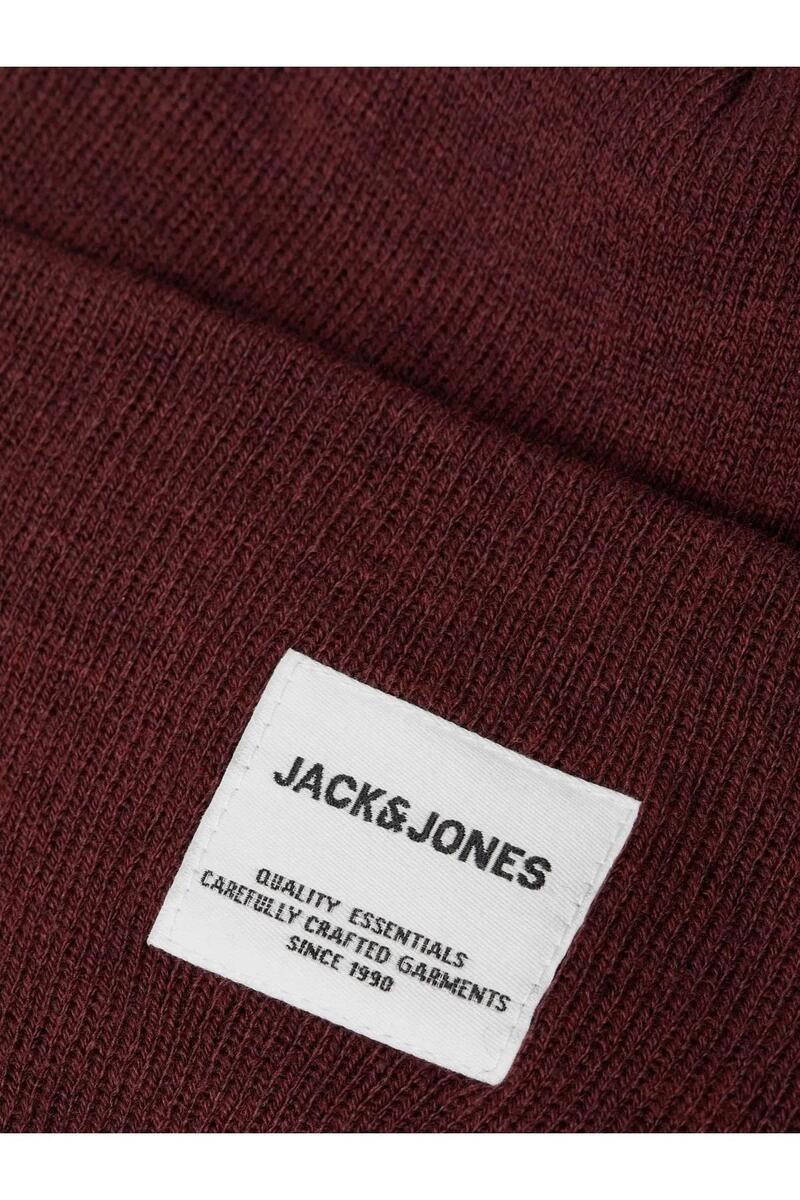 JACK&JONES
QUALITY ESSENTIALS
CAREFULLY CRAFTED GARMENTS
SINCE 1990